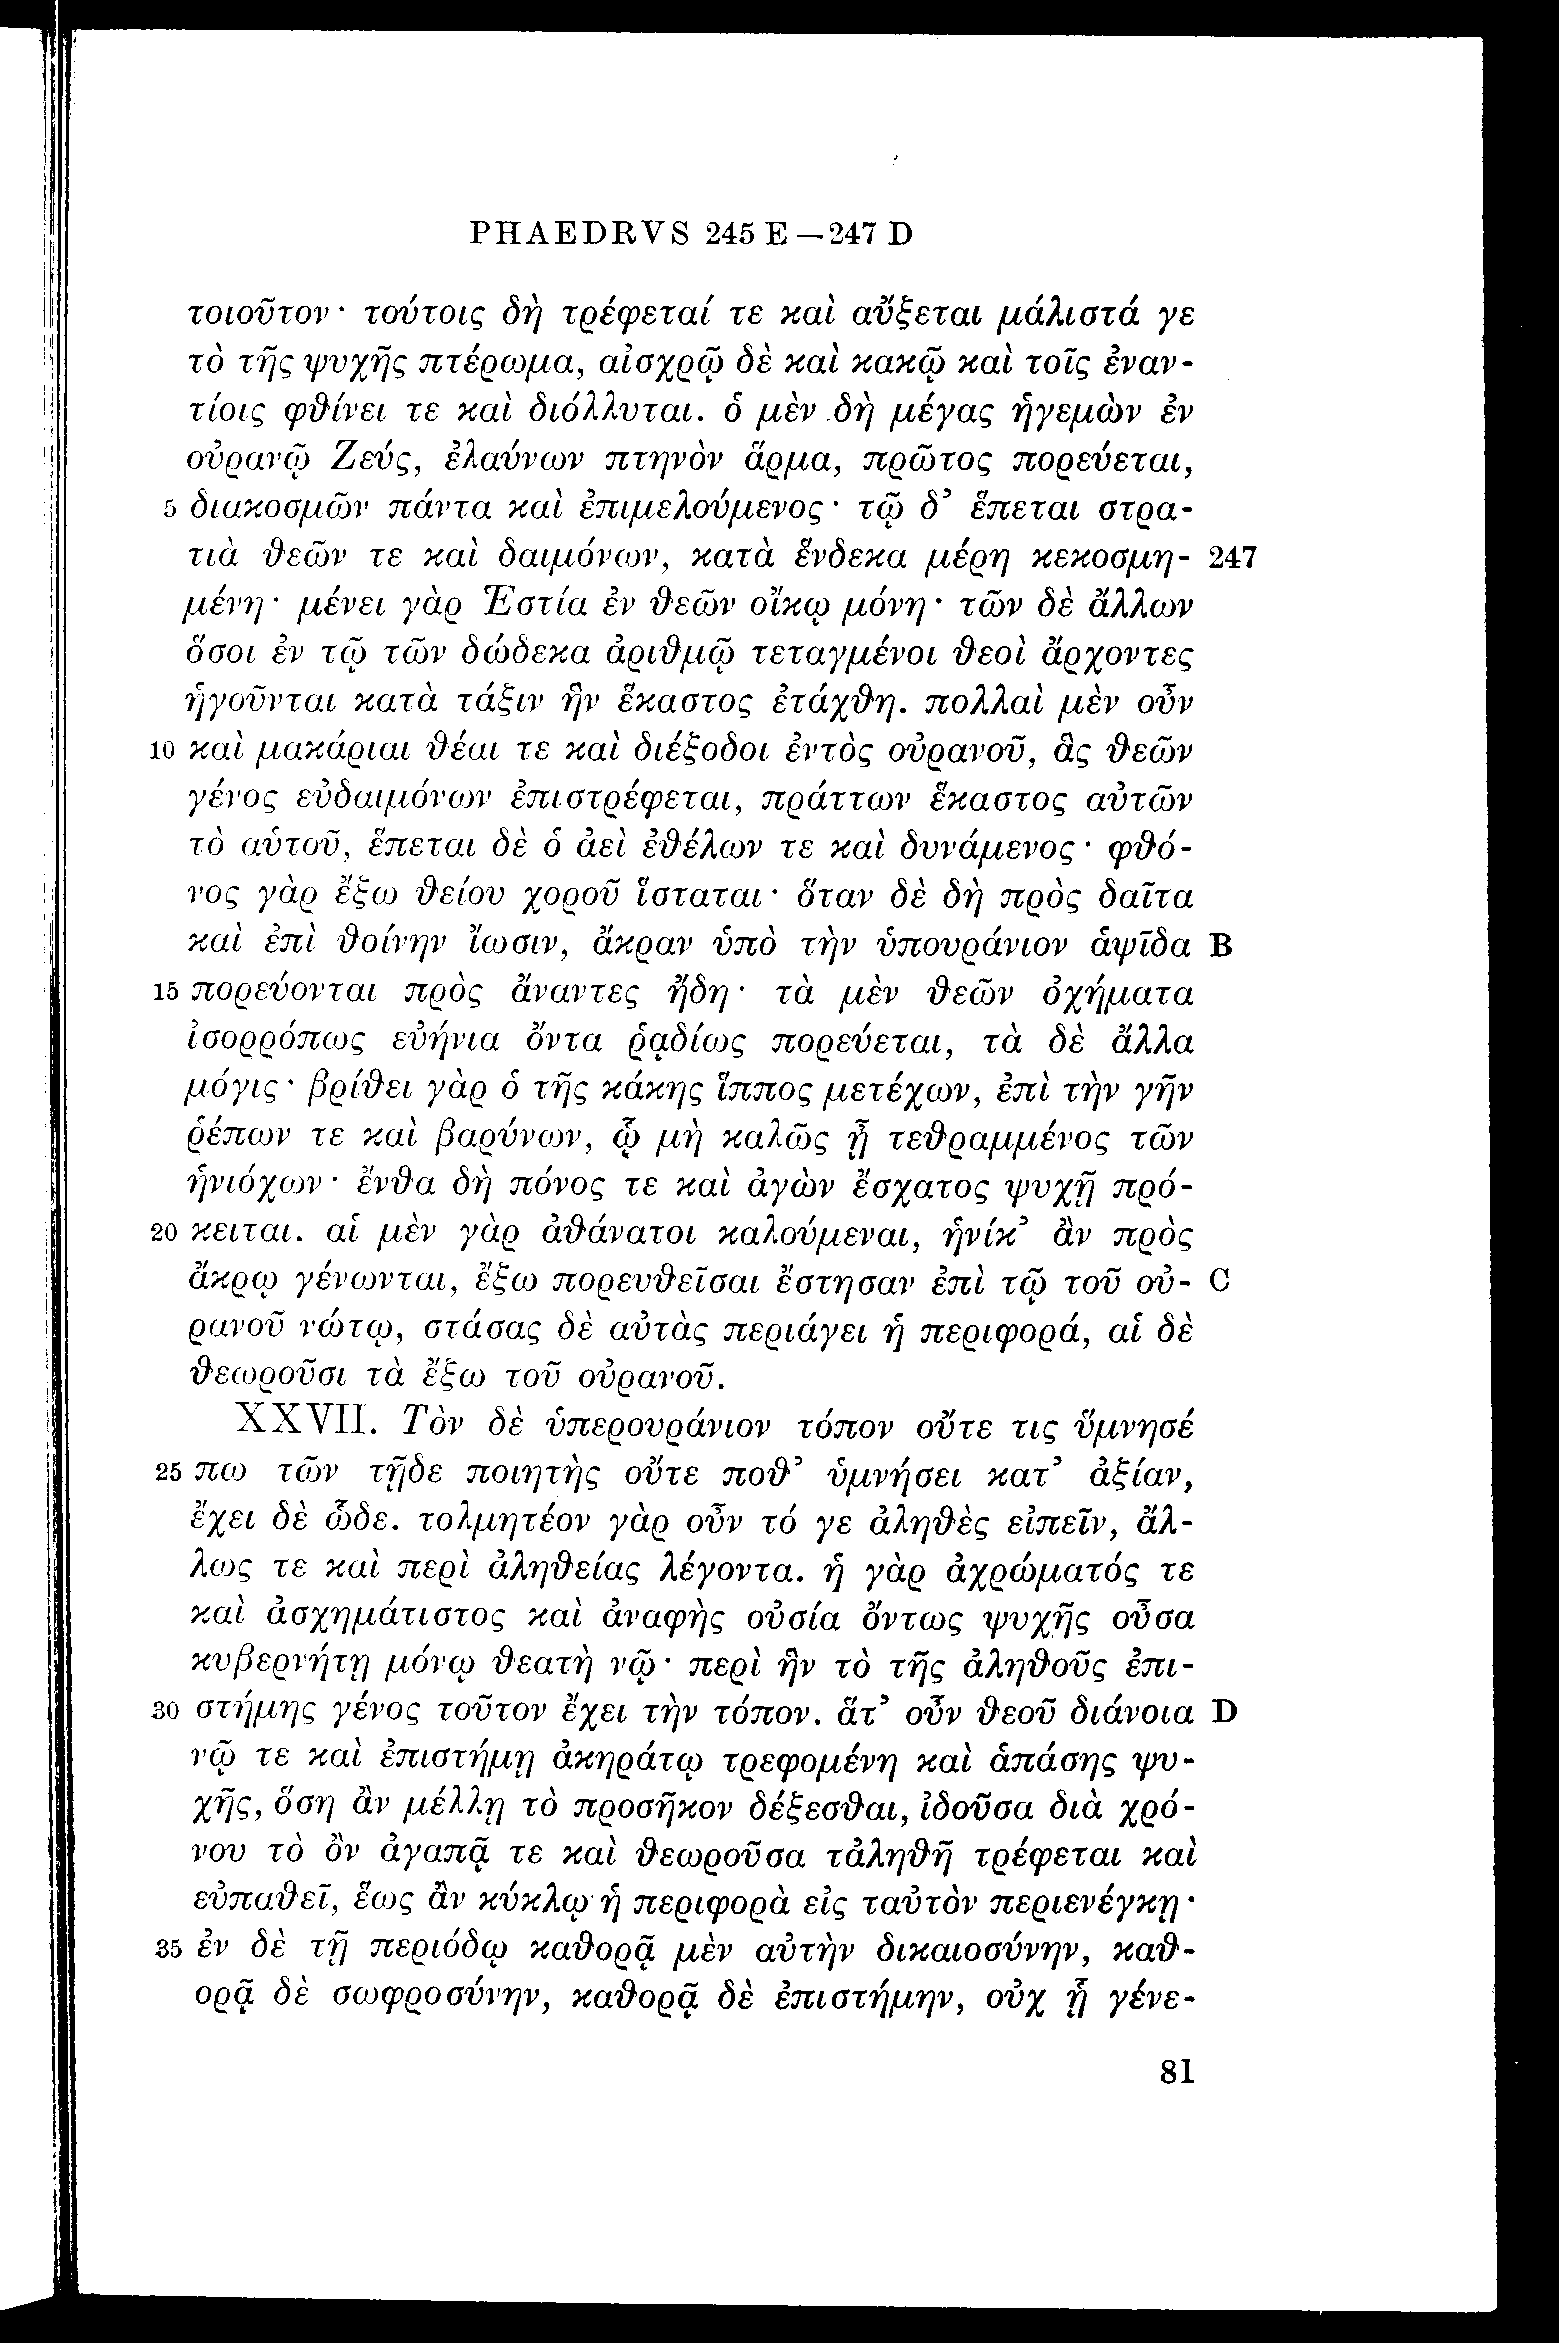 PHAEDRVS 245 E — 247 D
τοιοῦτον· τούτοις δὴ τρέφεταί τε καὶ αὔξεται μάλιστά γε
τὸ τῆς ψυχῆς πτέρωμα, αἰσχρῷ δὲ καὶ κακῷ καὶ τοῖς ἐναν-
τίοις φθίνει τε καὶ διόλλυται. ὁ μὲν δὴ μέγας ἡγεμὼν ἐν
οὐρανῷ Ζεύς, ἐλαύνων πτηνὸν ἅρμα, πρῶτος πορεύεται,
5 διακοσμῶν πάντα καὶ ἐπιμελούμενος· τῷ δ’ ἕπεται στρα-
τιὰ θεῶν τε καὶ δαιμόνων, κατὰ ἕνδεκα μέρη κεκοσμη- 247
μένη· μένει γὰρ Ἑστία ἐν θεῶν οἴκῳ μόνη· τῶν δὲ ἄλλων
ὅσοι ἐν τῷ τῶν δώδεκα ἀριθμῷ τεταγμένοι θεοὶ ἄρχοντες
ἡγοῦνται κατὰ τάξιν ἣν ἕκαστος ἐτάχθη. πολλαὶ μὲν οὖν
10 καὶ μακάριαι θέαι τε καὶ διέξοδοι ἐντὸς οὐρανοῦ, ἃς θεῶν
γένος εὐδαιμόνων ἐπιστρέφεται, πράττων ἕκαστος αὐτῶν
τὸ αὑτοῦ, ἕπεται δὲ ὁ ἀεὶ ἐθέλων τε καὶ δυνάμενος· φθό-
νος γὰρ ἔξω θείου χοροῦ ἵσταται· ὅταν δὲ δὴ πρὸς δαῖτα
καὶ ἐπὶ θοίνην ἴωσιν, ἄκραν ὑπὸ τὴν ὑπουράνιον ἁψῖδα B
15 πορεύονται πρὸς ἄναντες ἤδη· τὰ μὲν θεῶν ὀχήματα
ἰσορρόπως εὐήνια ὄντα ῥᾳδίως πορεύεται, τὰ δὲ ἄλλα
μόγις· βρίθει γὰρ ὁ τῆς κάκης ἵππος μετέχων, ἐπὶ τὴν γῆν
ῥέπων τε καὶ βαρύνων, ᾧ μὴ καλῶς ᾖ τεθραμμένος τῶν
ἡνιόχων· ἔνθα δὴ πόνος τε καὶ ἀγὼν ἔσχατος ψυχῇ πρό-
20 κειται. αἱ μὲν γὰρ ἀθάνατοι καλούμεναι, ἡνίκ’ ἂν πρὸς
ἄκρῳ γένωνται, ἔξω πορευθεῖσαι ἔστησαν ἐπὶ τῷ τοῦ οὐ- C
ρανοῦ νώτῳ, στάσας δὲ αὐτὰς περιάγει ἡ περιφορά, αἱ δὲ
θεωροῦσι τὰ ἔξω τοῦ οὐρανοῦ.
XXVII. Τὸν δὲ ὑπερουράνιον τόπον οὔτε τις ὕμνησέ
25 πω τῶν τῇδε ποιητὴς οὔτε ποθ’ ὑμνήσει κατ’ ἀξίαν,
ἔχει δὲ ὧδε. τολμητέον γὰρ οὖν τό γε ἀληθὲς εἰπεῖν, ἄλ-
λως τε καὶ περὶ ἀληθείας λέγοντα. ἡ γὰρ ἀχρώματός τε
καὶ ἀσχημάτιστος καὶ ἀναφὴς οὐσία ὄντως ψυχῆς οὖσα
κυβερνήτῃ μόνῳ θεατὴ νῷ· περὶ ἣν τὸ τῆς ἀληθοῦς ἐπι-
30 στήμης γένος τοῦτον ἔχει τὴν τόπον. ἅτ’ οὖν θεοῦ διάνοια D
νῷ τε καὶ ἐπιστήμῃ ἀκηράτῳ τρεφομένη καὶ ἁπάσης ψυ-
χῆς, ὅση ἂν μέλλῃ τὸ προσῆκον δέξεσθαι, ἰδοῦσα διὰ χρό-
νου τὸ ὂν ἀγαπᾷ τε καὶ θεωροῦσα τἀληθῆ τρέφεται καὶ
εὐπαθεῖ, ἕως ἂν κύκλῳ ἡ περιφορὰ εἰς ταὐτὸν περιενέγκῃ·
35 ἐν δὲ τῇ περιόδῳ καθορᾷ μὲν αὐτὴν δικαιοσύνην, καθ-
ορᾷ δὲ σωφροσύνην, καθορᾷ δὲ ἐπιστήμην, οὐχ ᾗ γένε-
81